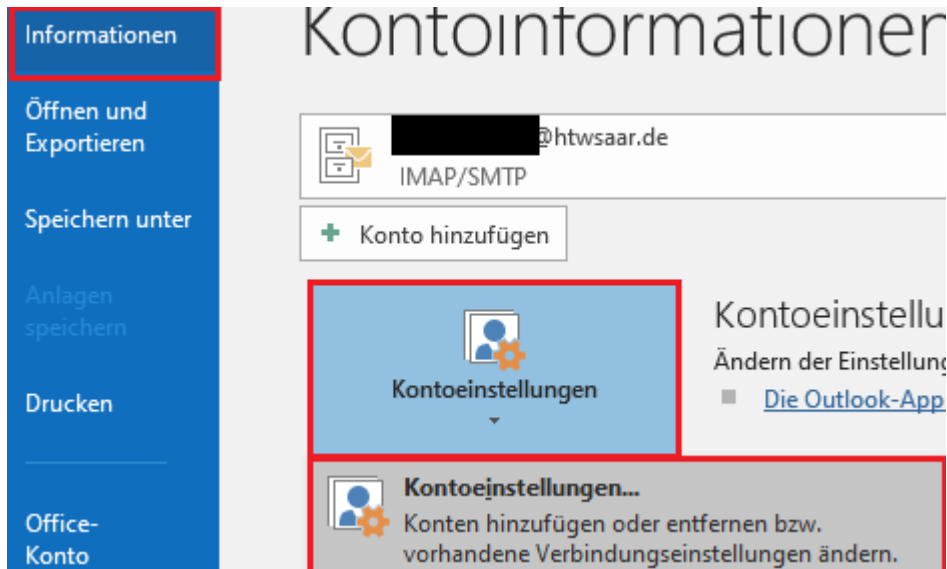 Informationen
Öffnen und
Exportieren
Speichern unter
Anlagen
speichern
Drucken
Office-
Konto
Kontoinformationen
@htwsaar.de
IMAP/SMTP
Konto hinzufügen
Kontoeinstellungen
Kontoeinstellu
Ändern der Einstellung
Die Outlook-App
Kontoeinstellungen...
Konten hinzufügen oder entfernen bzw.
vorhandene Verbindungseinstellungen ändern.